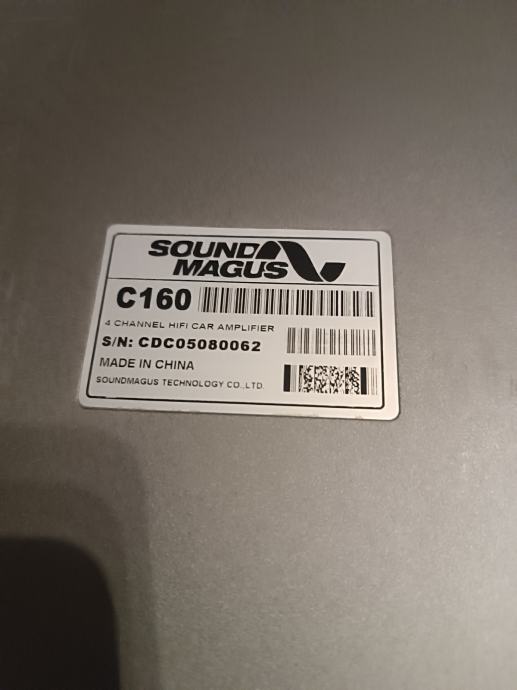 SOUND
MAGUS
C160
4 CHANNEL HIFI CAR AMPLIFIER
S/N: CDC05080062
MADE IN CHINA
SOUNDMAGUS TECHNOLOGY CO.,LTD.